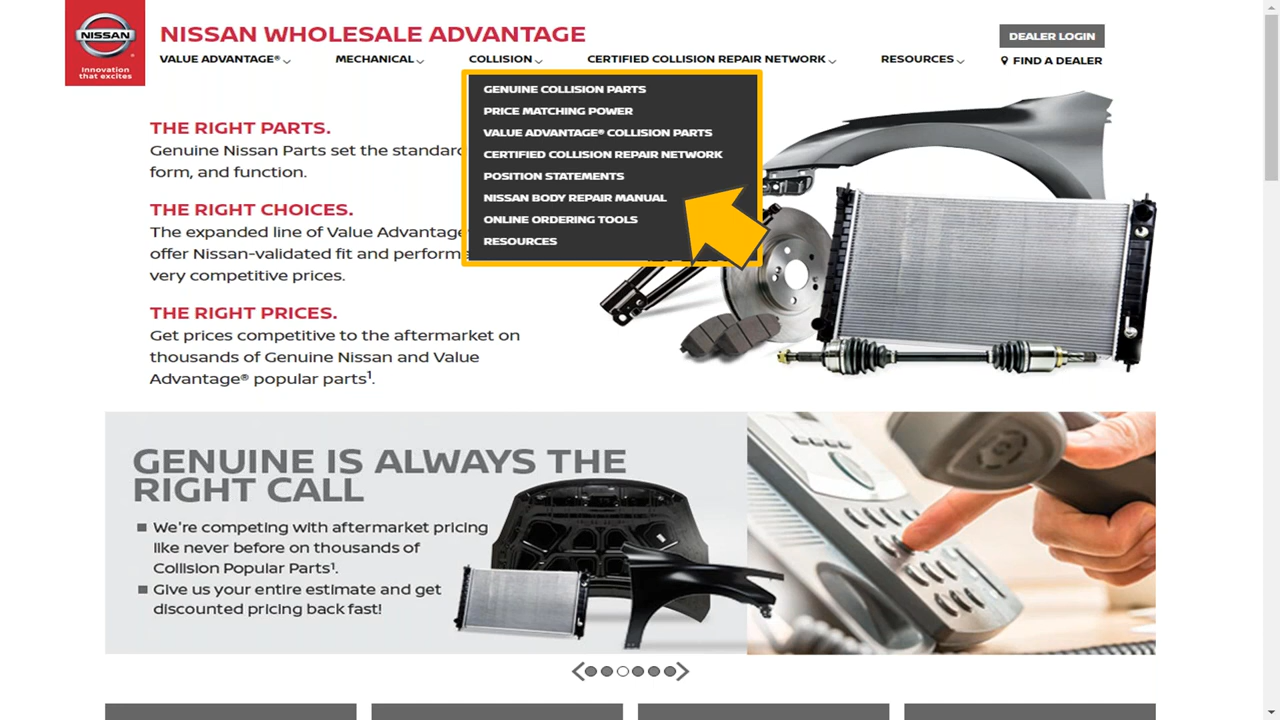 NISSAN
Innovation
that excites
NISSAN WHOLESALE ADVANTAGE
DEALER LOGIN
VALUE ADVANTAGE®
MECHANICAL
COLLISION
CERTIFIED COLLISION REPAIR NETWORK
RESOURCES
FIND A DEALER
GENUINE COLLISION PARTS
PRICE MATCHING POWER
VALUE ADVANTAGE® COLLISION PARTS
CERTIFIED COLLISION REPAIR NETWORK
POSITION STATEMENTS
NISSAN BODY REPAIR MANUAL
ONLINE ORDERING TOOLS
RESOURCES
THE RIGHT PARTS.
Genuine Nissan Parts set the standard
form, and function.
THE RIGHT CHOICES.
The expanded line of Value Advantage
offer Nissan-validated fit and
very competitive prices.
THE RIGHT PRICES.
Get prices competitive to the aftermarket on
thousands of Genuine Nissan and Value
Advantage® popular parts¹.
GENUINE IS ALWAYS THE
RIGHT CALL
■ We're competing with aftermarket pricing
like never before on thousands of
Collision Popular Parts¹.
■ Give us your entire estimate and get
discounted pricing back fast!